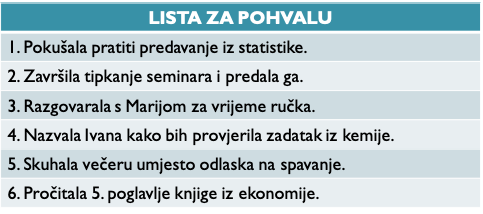 LISTA ZA POHVALU
1. Pokušala pratiti predavanje iz statistike.
2. Završila tipkanje seminara i predala ga.
3. Razgovarala s Marijom za vrijeme ručka.
4. Nazvala Ivana kako bih provjerila zadatak iz kemije.
5. Skuhala večeru umjesto odlaska na spavanje.
6. Pročitala 5. poglavlje knjige iz ekonomije.